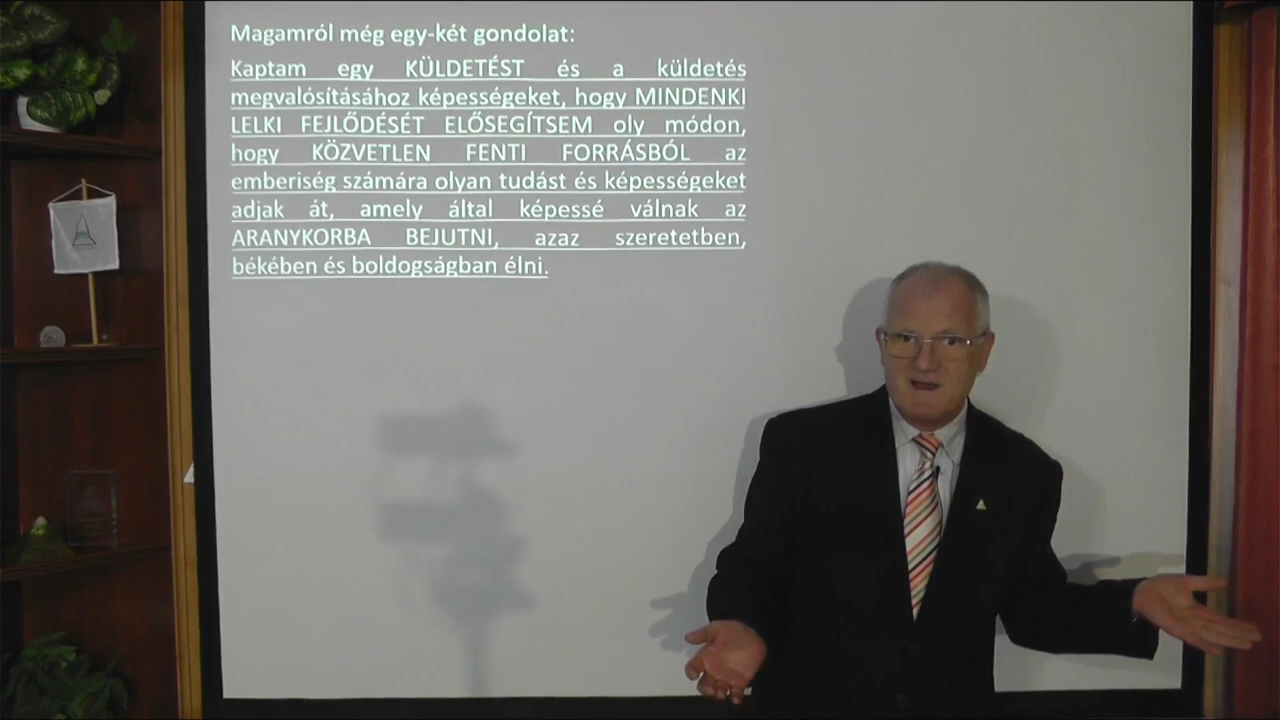 Magamról még egy-két gondolat:
Kaptam egy KÜLDETÉST és a küldetés
megvalósításához képességeket, hogy MINDENKI
LELKI FEJLŐDÉSÉT ELŐSEGÍTSEM oly módon,
hogy KÖZVETLEN FENTI FORRÁSBÓL az
emberiség számára olyan tudást és képességeket
adjak át, amely által képessé válnak az
ARANYKORBA BEJUTNI, azaz szeretetben,
békében és boldogságban élni.